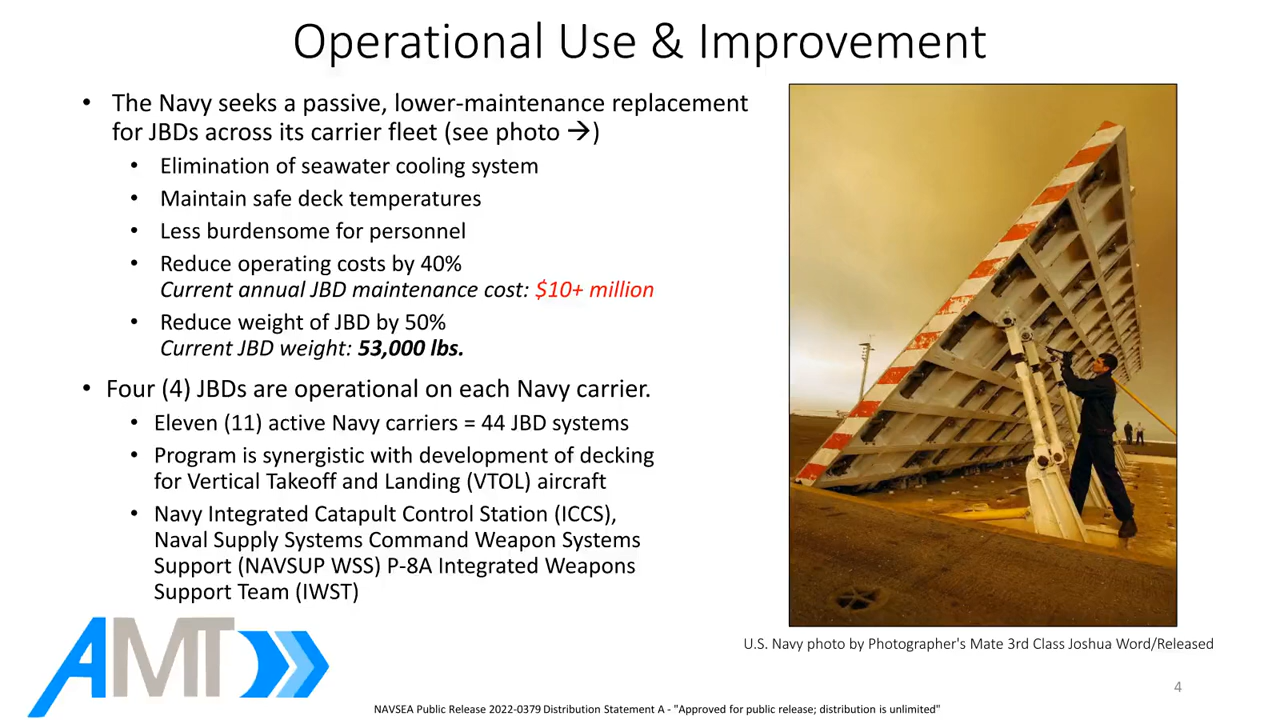 Operational Use & Improvement
• The Navy seeks a passive, lower-maintenance replacement
for JBDs across its carrier fleet (see photo →)
• Elimination of seawater cooling system
• Maintain safe deck temperatures
• Less burdensome for personnel
• Reduce operating costs by 40%
Current annual JBD maintenance cost: $10+ million
• Reduce weight of JBD by 50%
Current JBD weight: 53,000 lbs.
• Four (4) JBDs are operational on each Navy carrier.
• Eleven (11) active Navy carriers = 44 JBD systems
• Program is synergistic with development of decking
for Vertical Takeoff and Landing (VTOL) aircraft
• Navy Integrated Catapult Control Station (ICCS),
Naval Supply Systems Command Weapon Systems
Support (NAVSUP WSS) P-8A Integrated Weapons
Support Team (IWST)
U.S. Navy photo by Photographer's Mate 3rd Class Joshua Word/Released
AMT
4
NAVSEA Public Release 2022-0379 Distribution Statement A - "Approved for public release; distribution is unlimited"